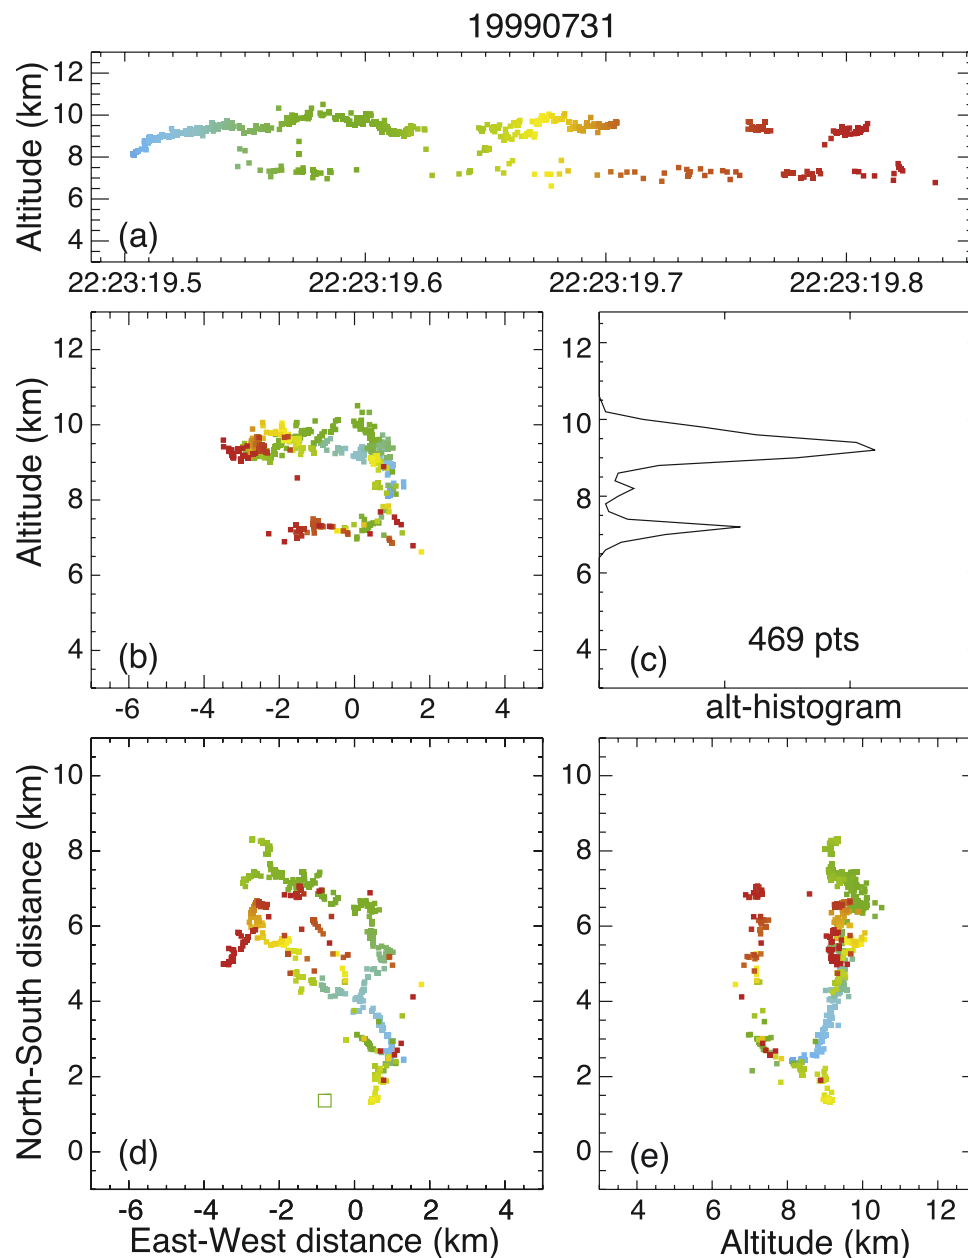 19990731
Altitude (km)
12
10
8
6
4
(a)
22:23:19.5 22:23:19.6 22:23:19.7 22:23:19.8
Altitude (km)
12
10
8
6
4
(b)
-6 -4 -2 0 2 4
12
10
8
6
4
469 pts
(c)
alt-histogram
North-South distance (km)
10
8
6
4
2
0
(d)
-6 -4 -2 0 2 4
East-West distance (km)
10
8
6
4
2
0
(e)
4 6 8 10 12
Altitude (km)